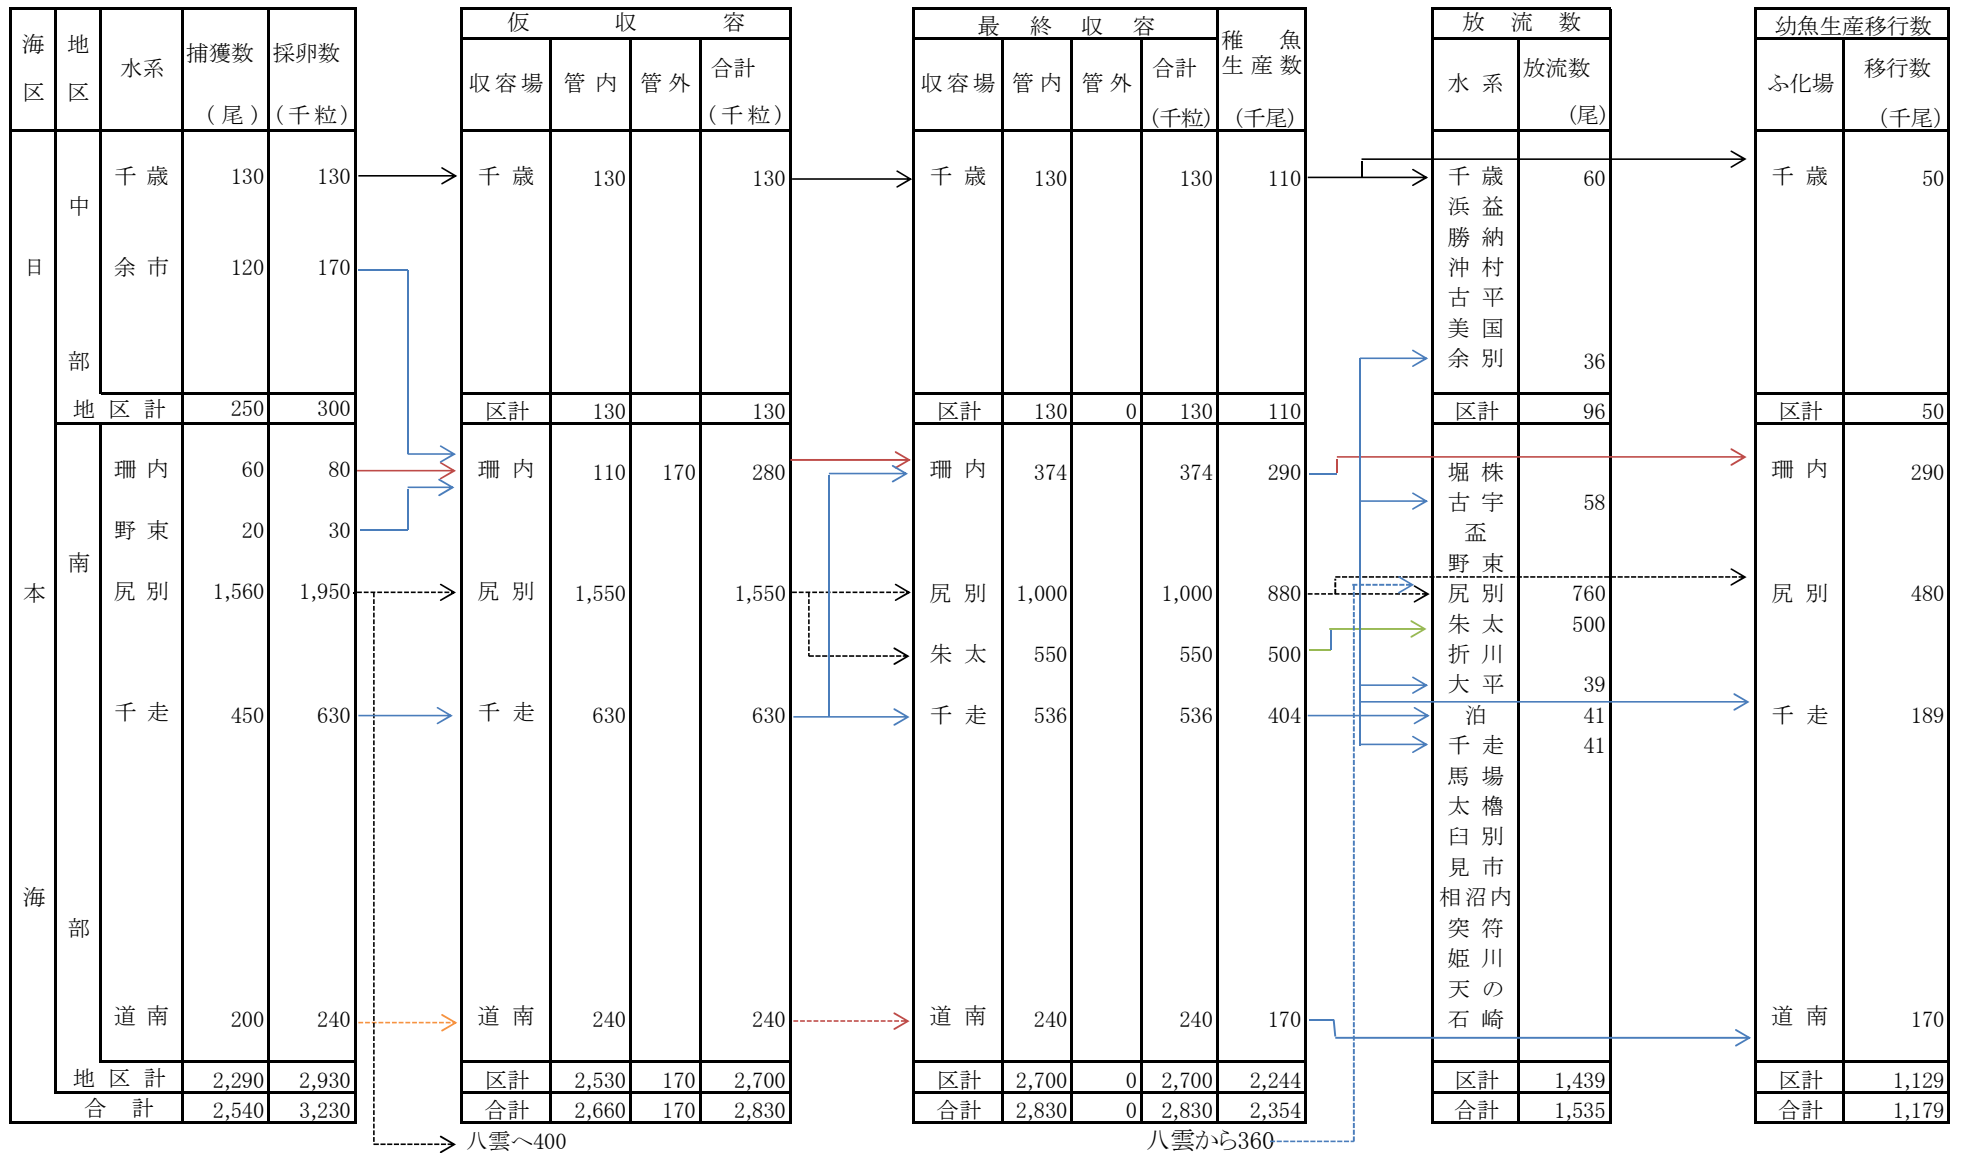 海区 地区 水系 捕獲数(尾) 採卵数(千粒)
日本海
中部
千歳 130 130
余市 120 170
地区計 250 300
南部
珊内 60 80
野束 20 30
尻別 1,560 1,950
千走 450 630
道南 200 240
地区計 2,290 2,930
合計 2,540 3,230
仮収容
収容場 管内 管外 合計(千粒)
千歳 130 130
区計 130 130
珊内 110 170 280
尻別 1,550 1,550
千走 630 630
道南 240 240
区計 2,530 170 2,700
合計 2,660 170 2,830
八雲へ400
最終収容 稚魚生産数(千尾)
収容場 管内 管外 合計(千粒)
千歳 130 130 110
区計 130 0 130 110
珊内 374 374 290
尻別 1,000 1,000 880
朱太 550 550 500
千走 536 536 404
道南 240 240 170
区計 2,700 0 2,700 2,244
合計 2,830 0 2,830 2,354
八雲から360
放流数
水系 放流数(尾)
千歳 60
浜益
勝納
沖村
古平
美国
余別 36
区計 96
堀株
古宇 58
盃
野束
尻別 760
朱太 500
折川
大平 39
泊 41
千走 41
馬場
太櫓
臼別
見市
相沼内
突符
姫川
天の
石崎
区計 1,439
合計 1,535
幼魚生産移行数
ふ化場 移行数(千尾)
千歳 50
区計 50
珊内 290
尻別 480
千走 189
道南 170
区計 1,129
合計 1,179